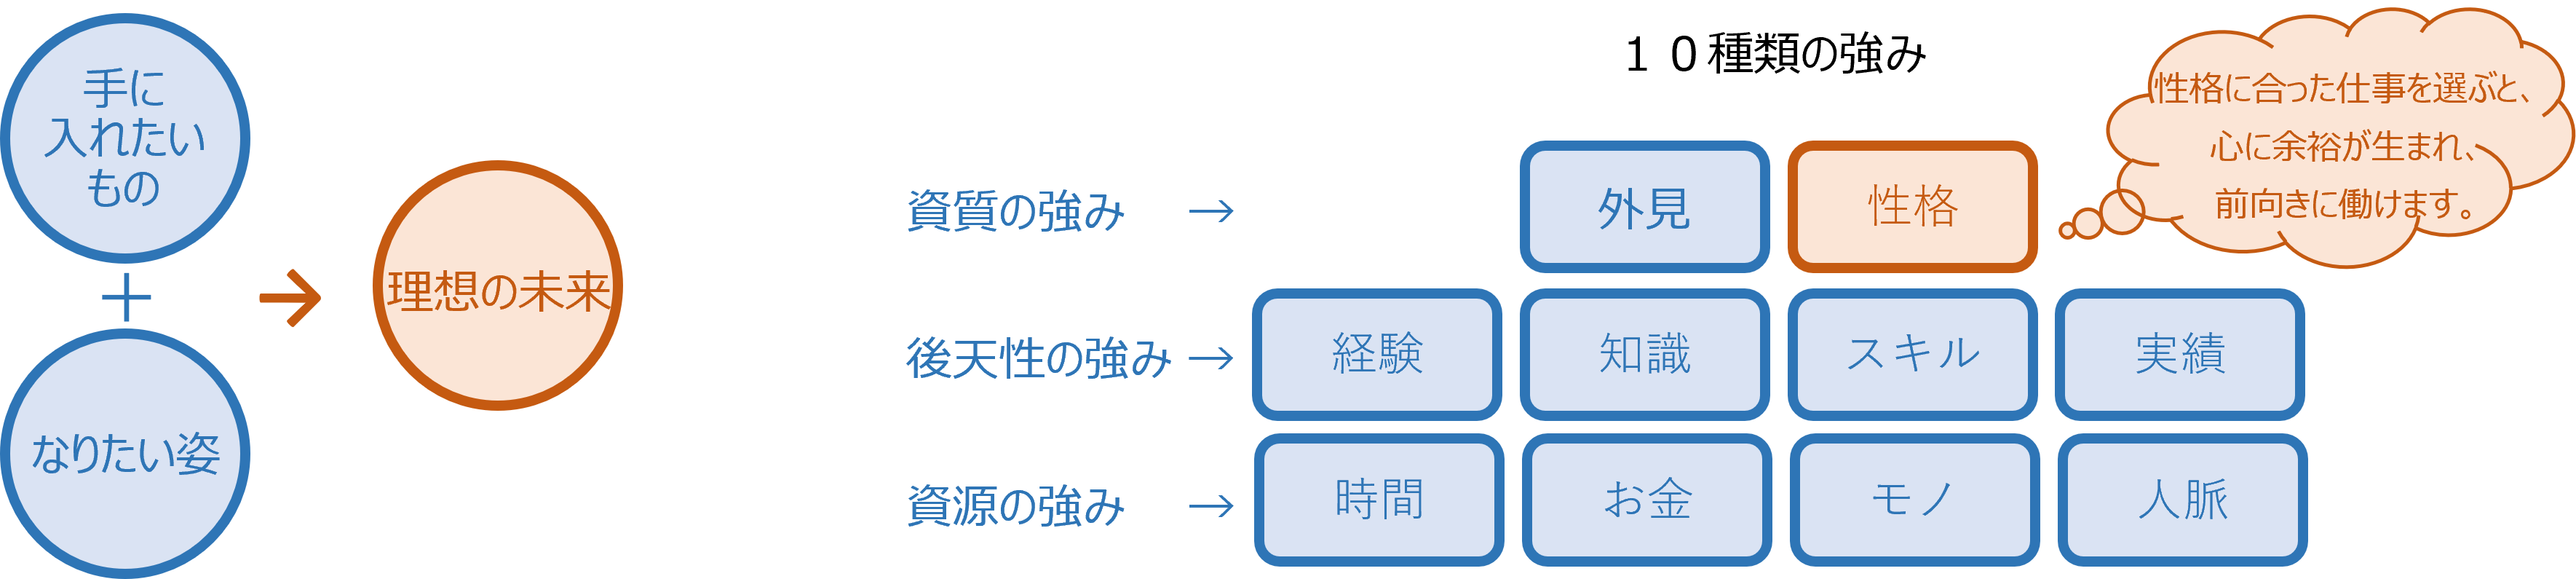 手に
入れたい
もの
＋
なりたい姿
→
理想の未来
１０種類の強み
資質の強み　→
外見
性格
性格に合った仕事を選ぶと、
心に余裕が生まれ、
前向きに働けます。
後天性の強み→
経験
知識
スキル
実績
資源の強み　→
時間
お金
モノ
人脈